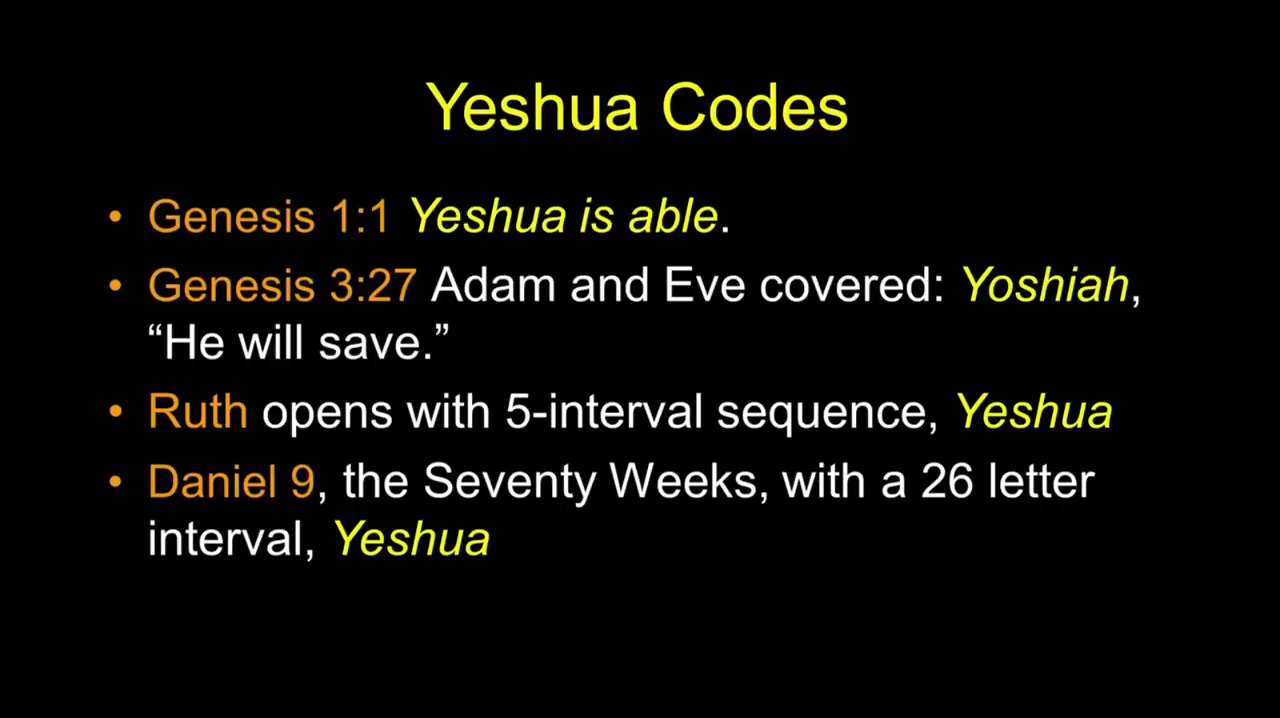 Yeshua Codes
• Genesis 1:1 Yeshua is able.
• Genesis 3:27 Adam and Eve covered: Yoshiah,
“He will save.”
• Ruth opens with 5-interval sequence, Yeshua
• Daniel 9, the Seventy Weeks, with a 26 letter
interval, Yeshua